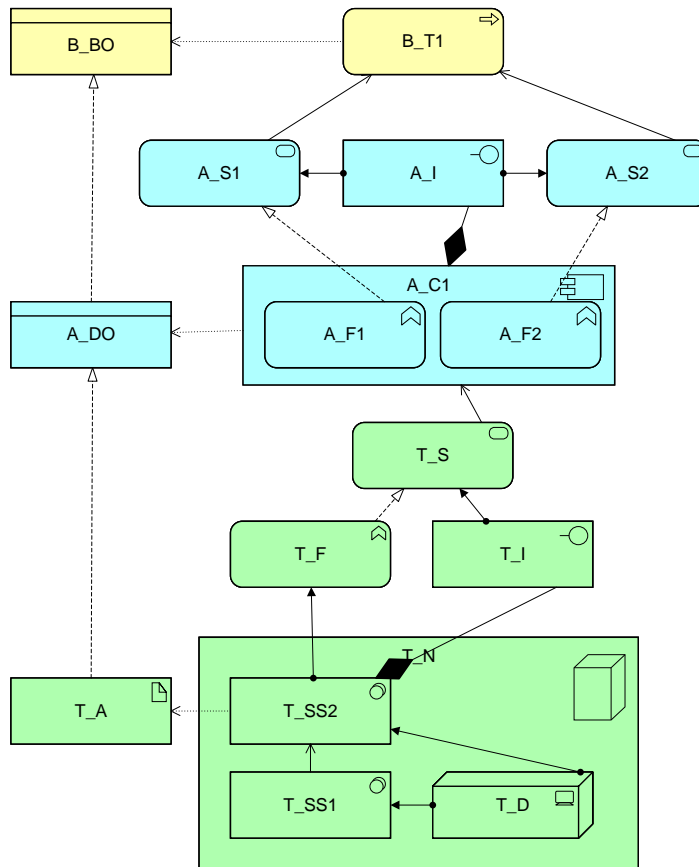 B_BO
B_T1
A_S1
A_I
A_S2
A_C1
A_DO
A_F1
A_F2
T_S
T_F
T_I
T_N
T_A
T_SS2
T_SS1
T_D